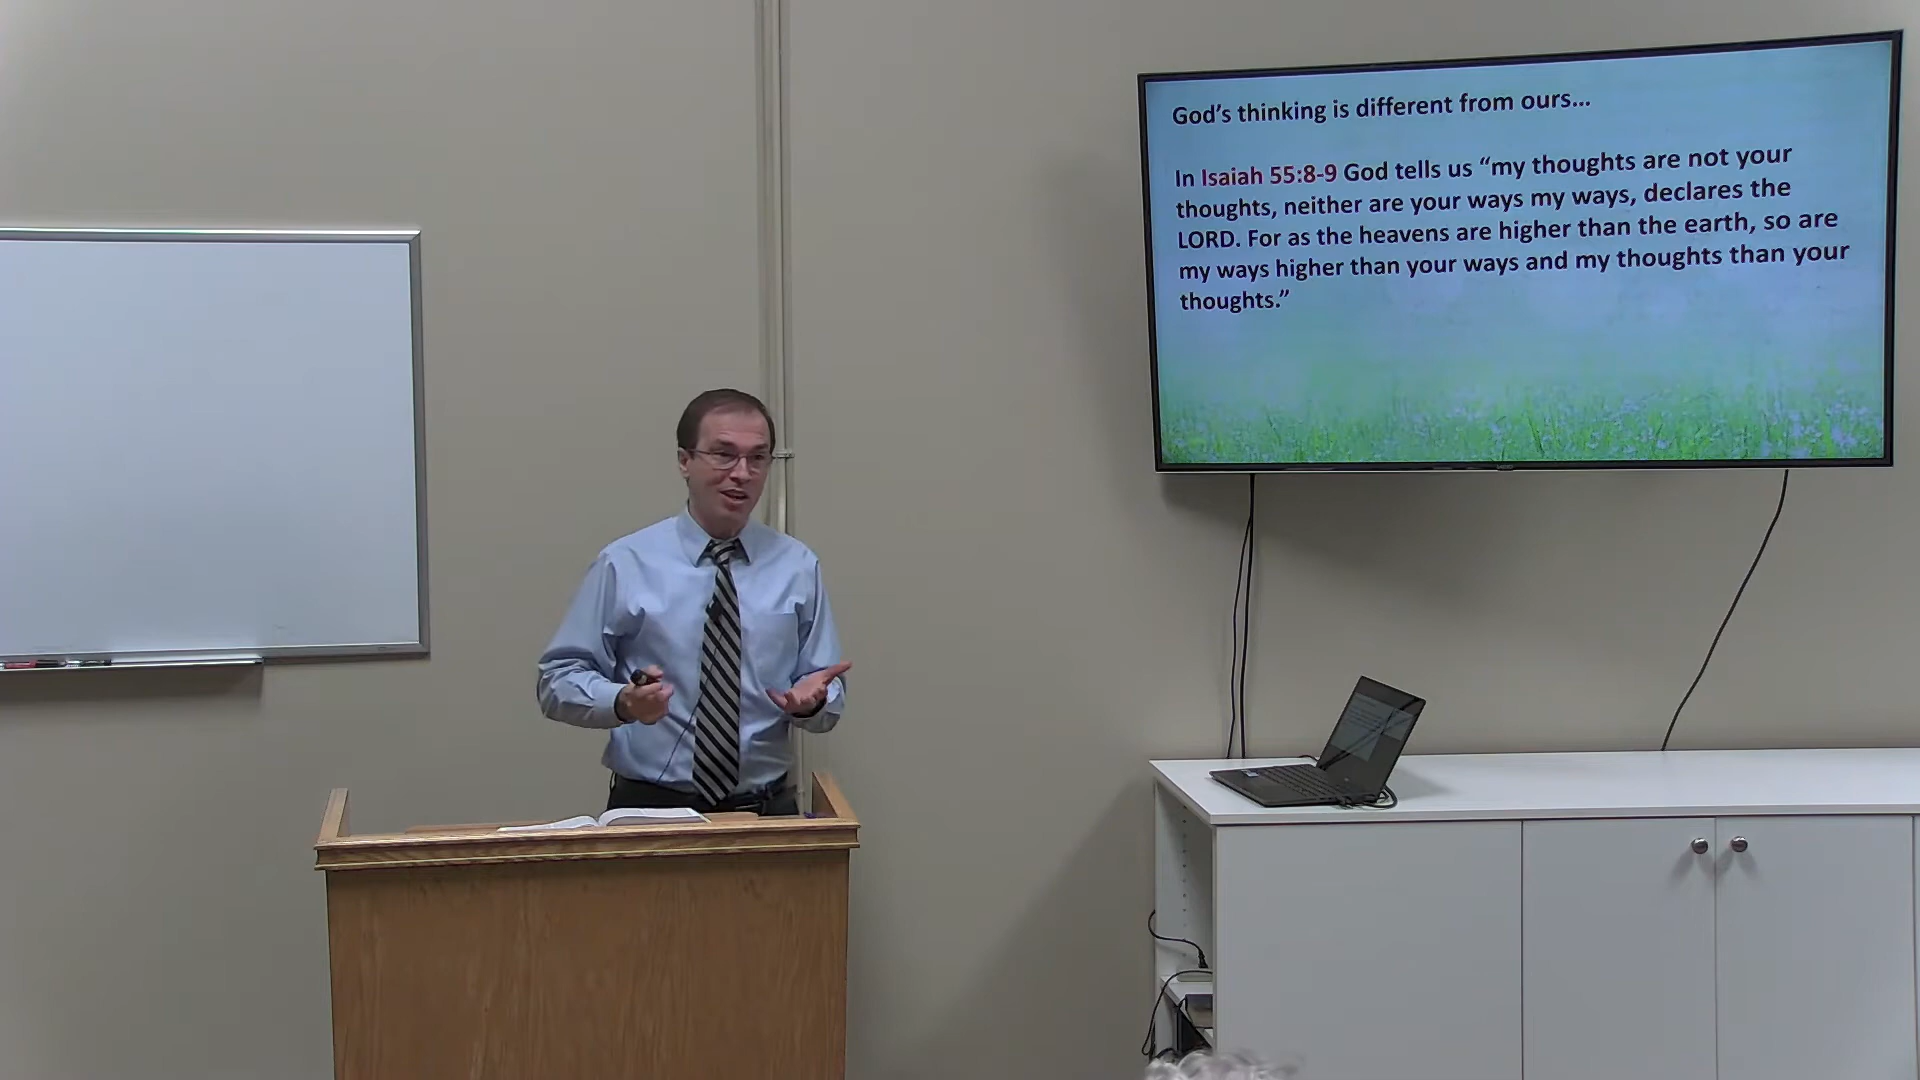 God's thinking is different from ours...
In Isaiah 55:8-9 God tells us “my thoughts are not your
thoughts, neither are your ways my ways, declares the
LORD. For as the heavens are higher than the earth, so are
my ways higher than your ways and my thoughts than your
thoughts.”